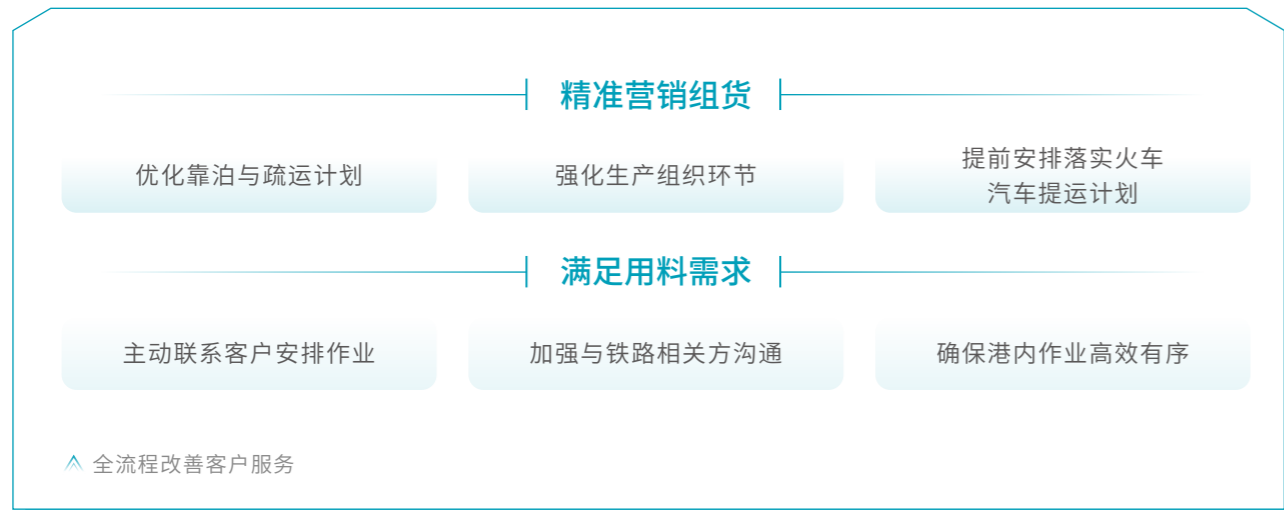 精准营销组货
优化靠泊与疏运计划
强化生产组织环节
提前安排落实火车
汽车提运计划
满足用料需求
主动联系客户安排作业
加强与铁路相关方沟通
确保港内作业高效有序
全流程改善客户服务